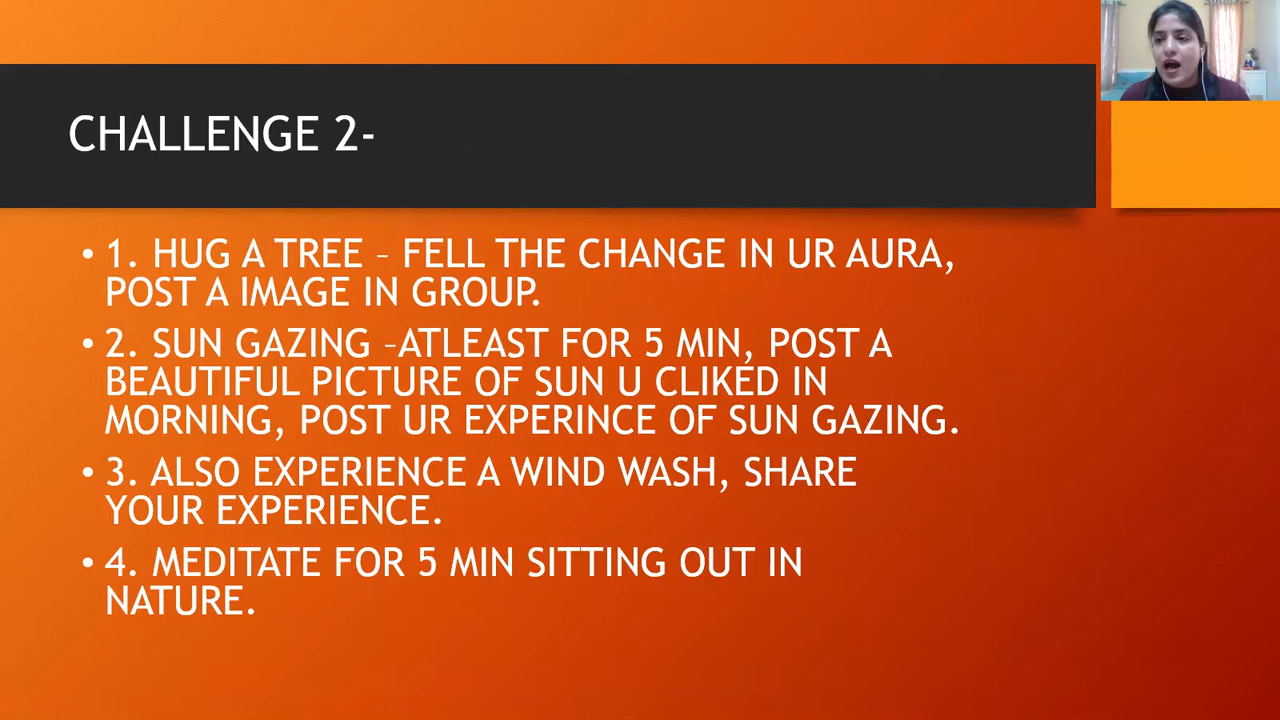 CHALLENGE 2-
• 1. HUG A TREE – FELL THE CHANGE IN UR AURA,
POST A IMAGE IN GROUP.
• 2. SUN GAZING –ATLEAST FOR 5 MIN, POST A
BEAUTIFUL PICTURE OF SUN U CLIKED IN
MORNING, POST UR EXPERINCE OF SUN GAZING.
• 3. ALSO EXPERIENCE A WIND WASH, SHARE
YOUR EXPERIENCE.
• 4. MEDITATE FOR 5 MIN SITTING OUT IN
NATURE.